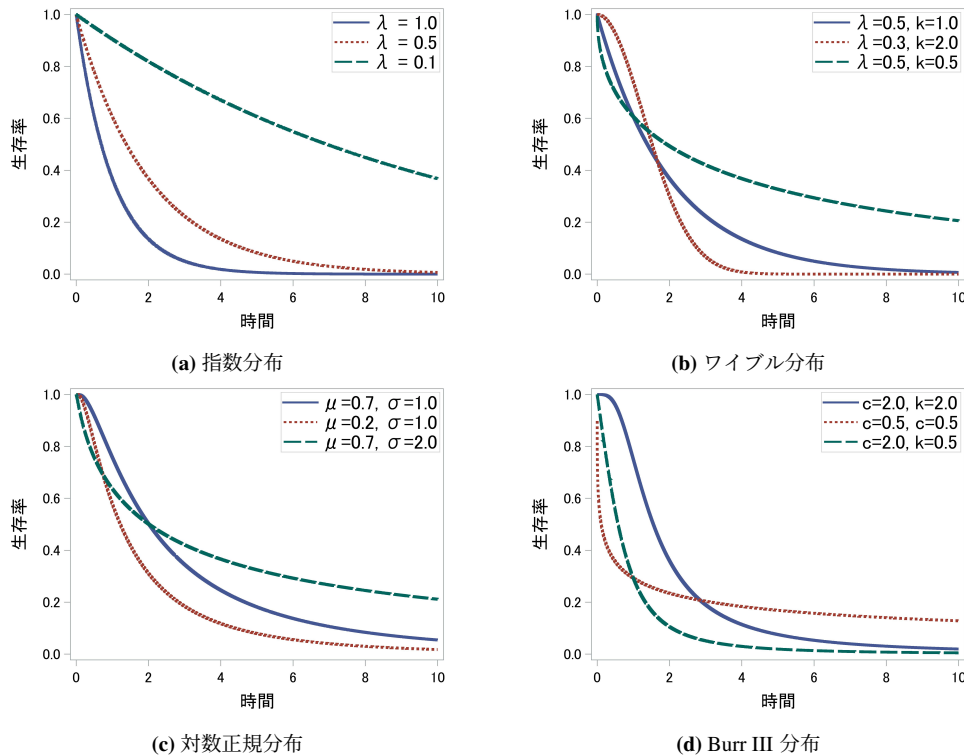 λ = 1.0
λ = 0.5
λ = 0.1
生存率
1.0
0.8
0.6
0.4
0.2
0.0
0 2 4 6 8 10
時間
(a) 指数分布
λ=0.5, k=1.0
λ=0.3, k=2.0
λ=0.5, k=0.5
生存率
1.0
0.8
0.6
0.4
0.2
0.0
0 2 4 6 8 10
時間
(b) ワイブル分布
μ=0.7, σ=1.0
μ=0.2, σ=1.0
μ=0.7, σ=2.0
生存率
1.0
0.8
0.6
0.4
0.2
0.0
0 2 4 6 8 10
時間
(c) 対数正規分布
c=2.0, k=2.0
c=0.5, c=0.5
c=2.0, k=0.5
生存率
1.0
0.8
0.6
0.4
0.2
0.0
0 2 4 6 8 10
時間
(d) Burr III 分布